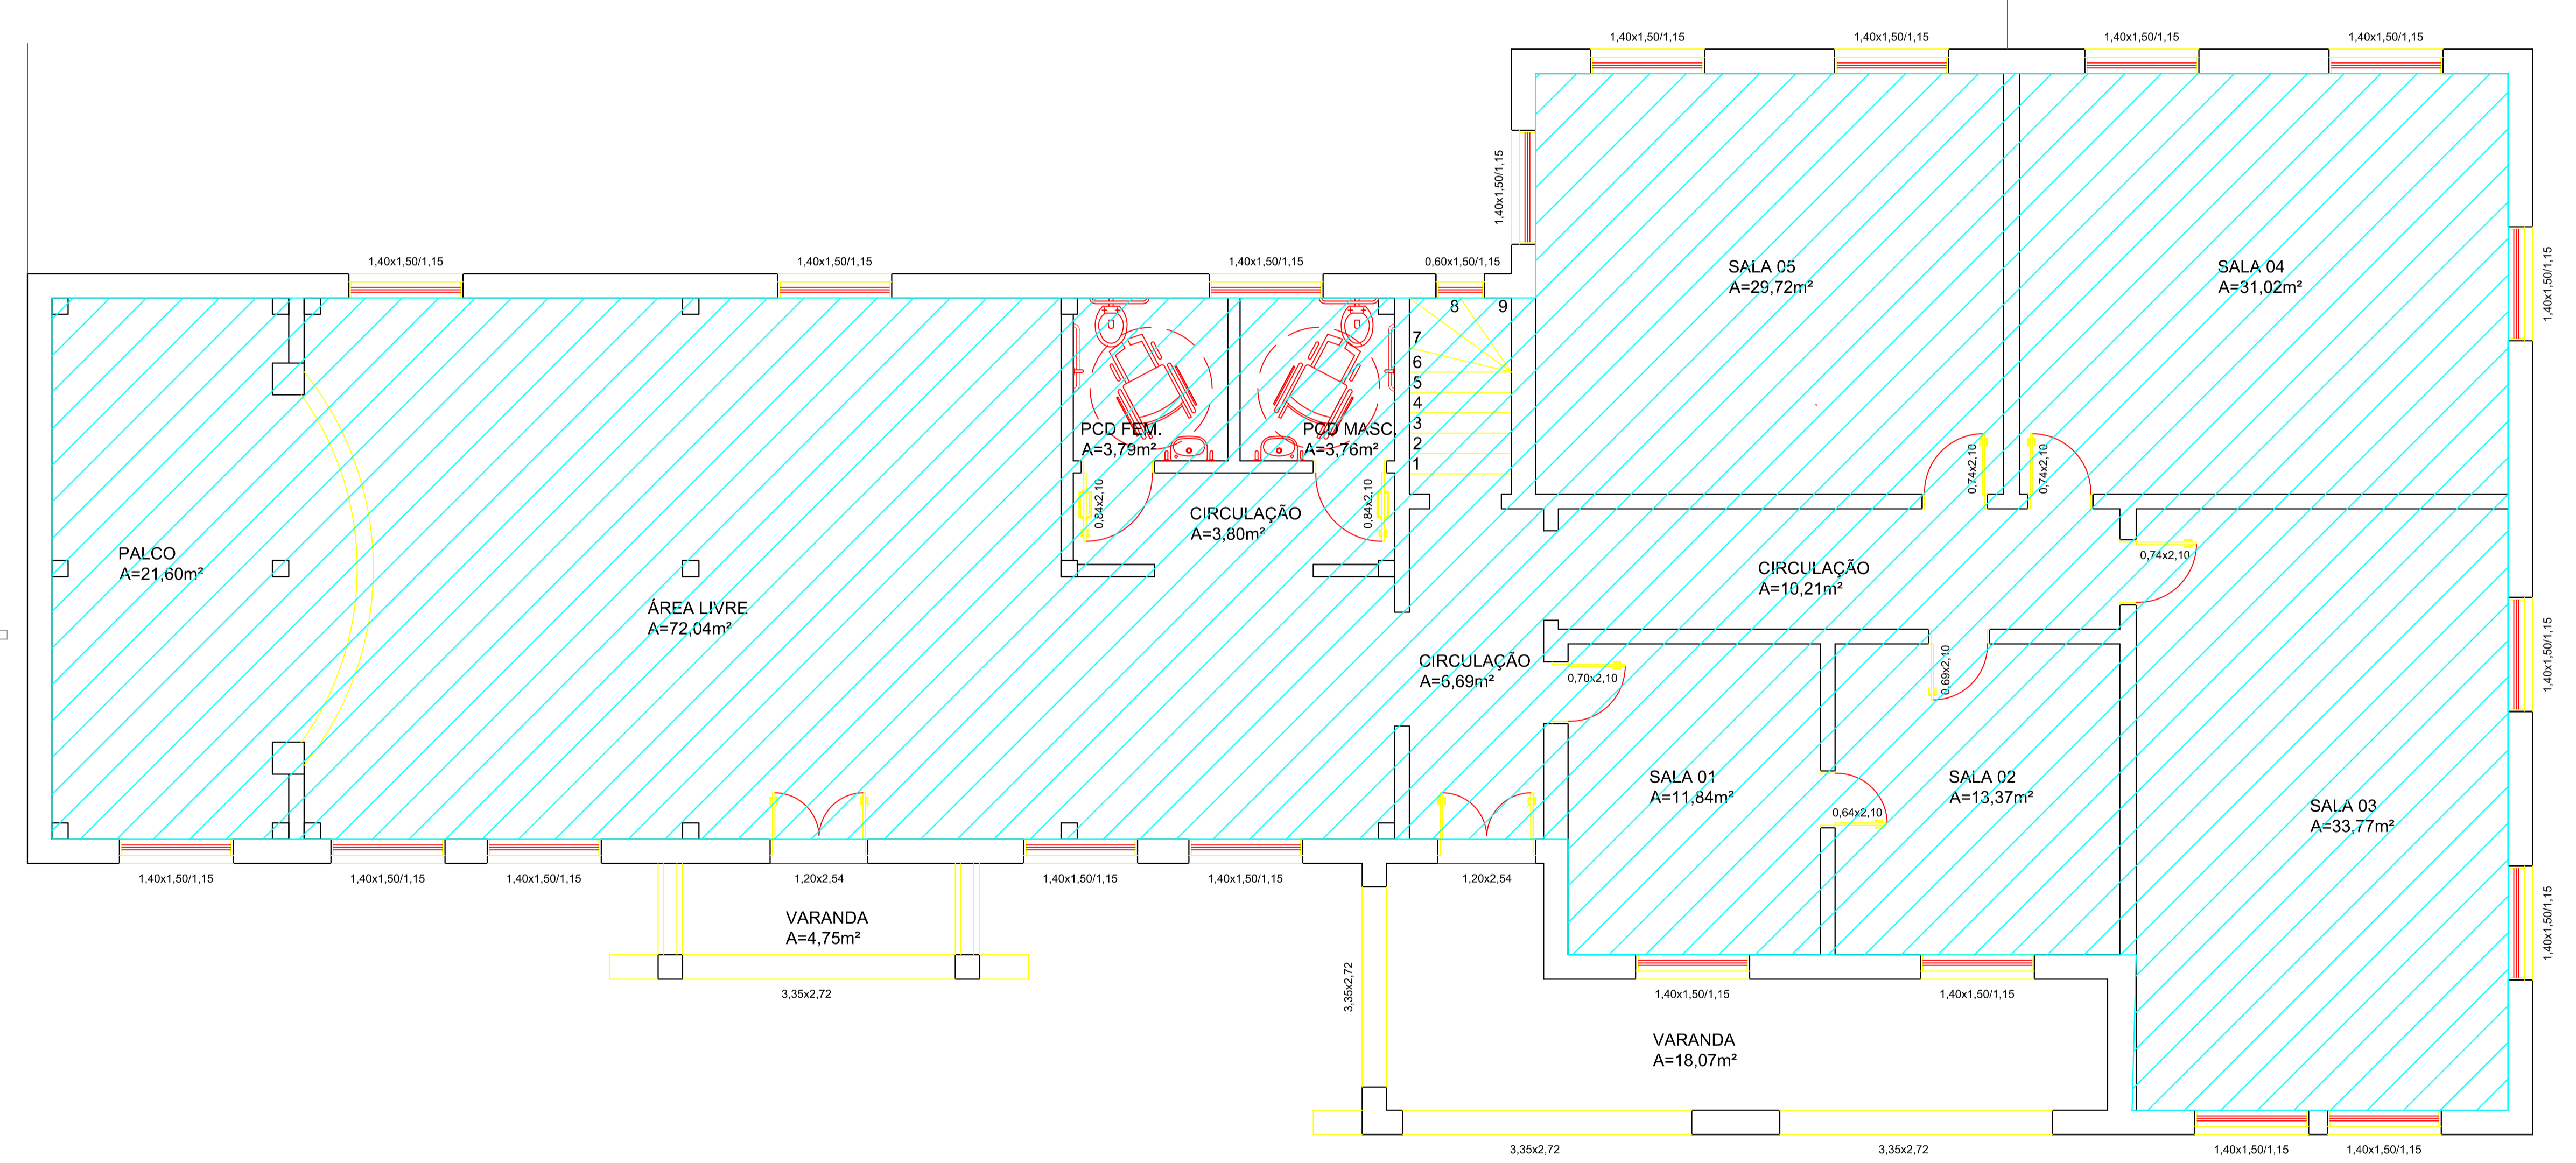 1,40x1,50/1,15
1,40x1,50/1,15
1,40x1,50/1,15
1,40x1,50/1,15
1,40x1,50/1,15
1,40x1,50/1,15
1,40x1,50/1,15
1,40x1,50/1,15
0,60x1,50/1,15
SALA 05
A=29,72m²
SALA 04
A=31,02m²
1,40x1,50/1,15
8
9
7
6
5
4
3
2
1
PCD FEM.
A=3,79m²
PCD MASC.
A=3,76m²
0,74x2,10
0,74x2,10
0,84x2,10
0,84x2,10
CIRCULAÇÃO
A=3,80m²
PALCO
A=21,60m²
0,74x2,10
CIRCULAÇÃO
A=10,21m²
ÁREA LIVRE
A=72,04m²
CIRCULAÇÃO
A=6,69m²
0,70x2,10
0,69x2,10
1,40x1,50/1,15
SALA 01
A=11,84m²
SALA 02
A=13,37m²
0,64x2,10
SALA 03
A=33,77m²
1,40x1,50/1,15
1,40x1,50/1,15
1,40x1,50/1,15
1,20x2,54
1,40x1,50/1,15
1,40x1,50/1,15
1,20x2,54
1,40x1,50/1,15
VARANDA
A=4,75m²
3,35x2,72
3,35x2,72
1,40x1,50/1,15
1,40x1,50/1,15
VARANDA
A=18,07m²
3,35x2,72
3,35x2,72
1,40x1,50/1,15
1,40x1,50/1,15